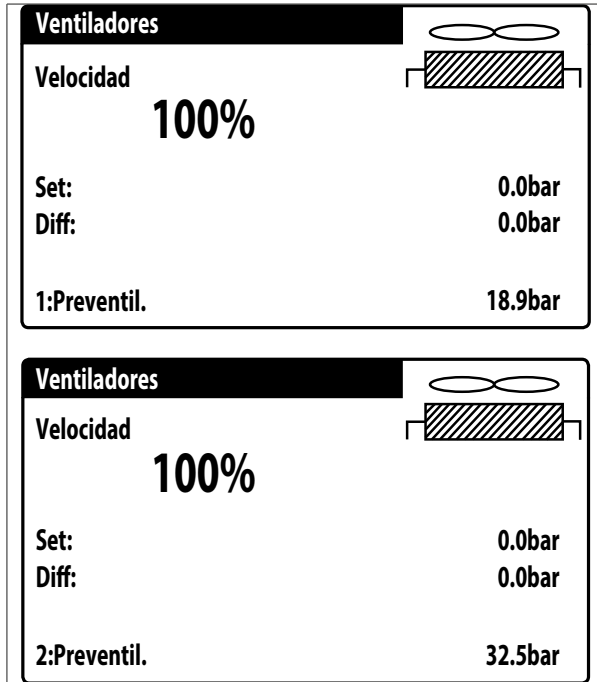 Ventiladores
Velocidad
100%
Set: 0.0bar
Diff: 0.0bar
1:Preventil. 18.9bar
Ventiladores
Velocidad
100%
Set: 0.0bar
Diff: 0.0bar
2:Preventil. 32.5bar